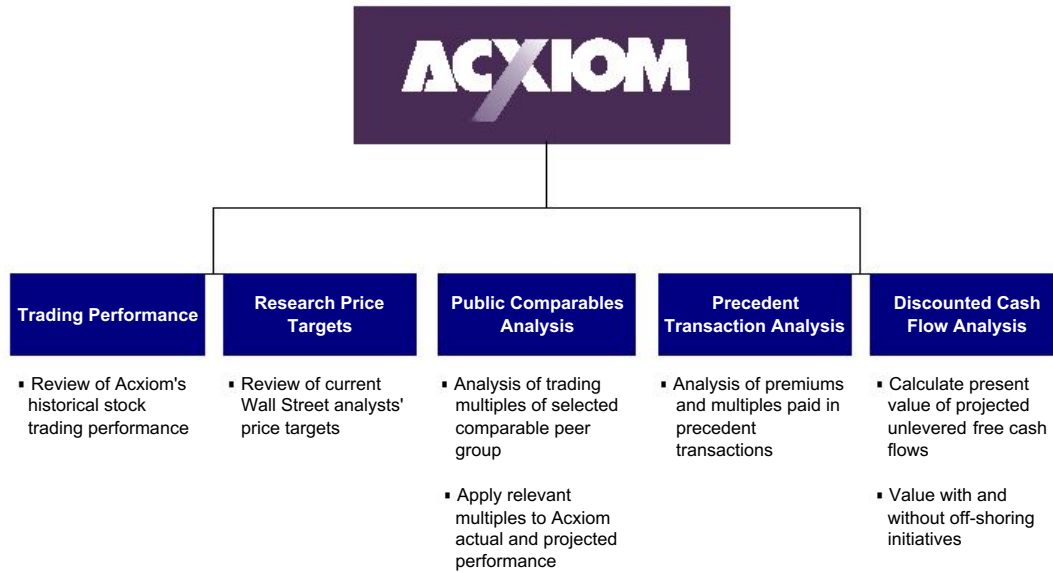 ACXIOM
Trading Performance
Research Price
Targets
Public Comparables
Analysis
Precedent
Transaction Analysis
Discounted Cash
Flow Analysis
▪ Review of Acxiom's
historical stock
trading performance
▪ Review of current
Wall Street analysts'
price targets
▪ Analysis of trading
multiples of selected
comparable peer
group
▪ Apply relevant
multiples to Acxiom
actual and projected
performance
▪ Analysis of premiums
and multiples paid in
precedent
transactions
▪ Calculate present
value of projected
unlevered free cash
flows
▪ Value with and
without off-shoring
initiatives